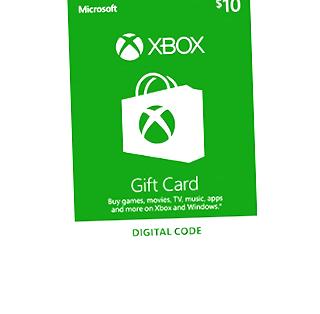 Microsoft $10
XBOX
Gift Card
Buy games, movies, TV, music, apps
and more on Xbox and Windows.*
DIGITAL CODE